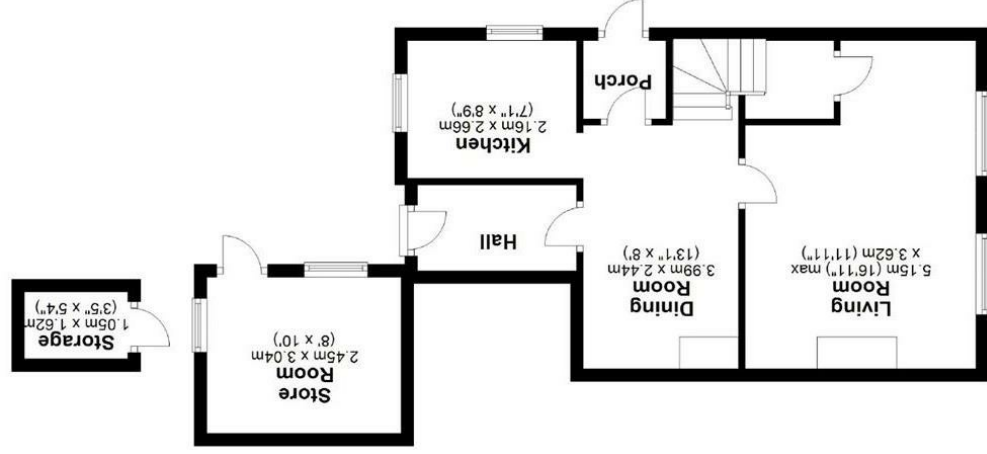 Store
Room
2.45m x 3.04m
(8' x 10')
Storage
1.05m x 1.62m
(3'5" x 5'4")
Living
Room
5.15m (16'11") max
x 3.62m (11'11")
Dining
Room
3.99m x 2.44m
(13'1" x 8')
Hall
Kitchen
2.16m x 2.66m
(7'1" x 8'9")
Porch